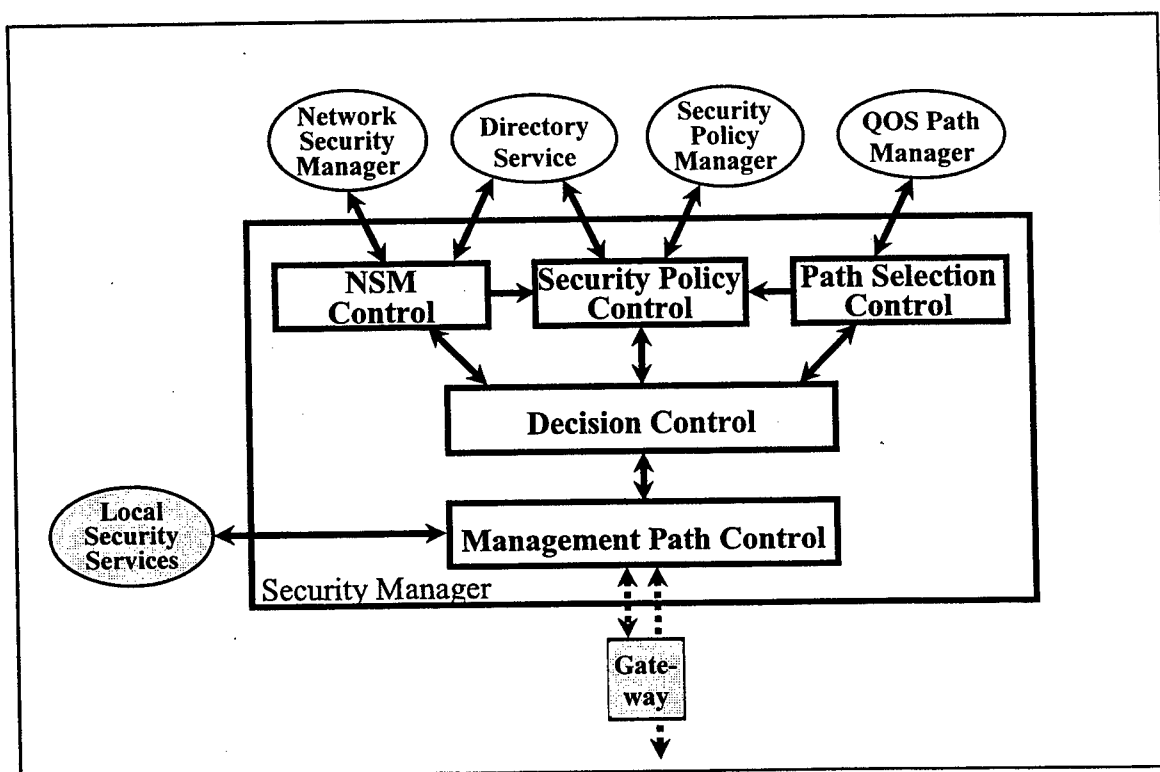 Network
Security
Manager
Directory
Service
Security
Policy
Manager
QOS Path
Manager
NSM
Control
Security Policy
Control
Path Selection
Control
Decision Control
Local
Security
Services
Management Path Control
Security Manager
Gate-
way